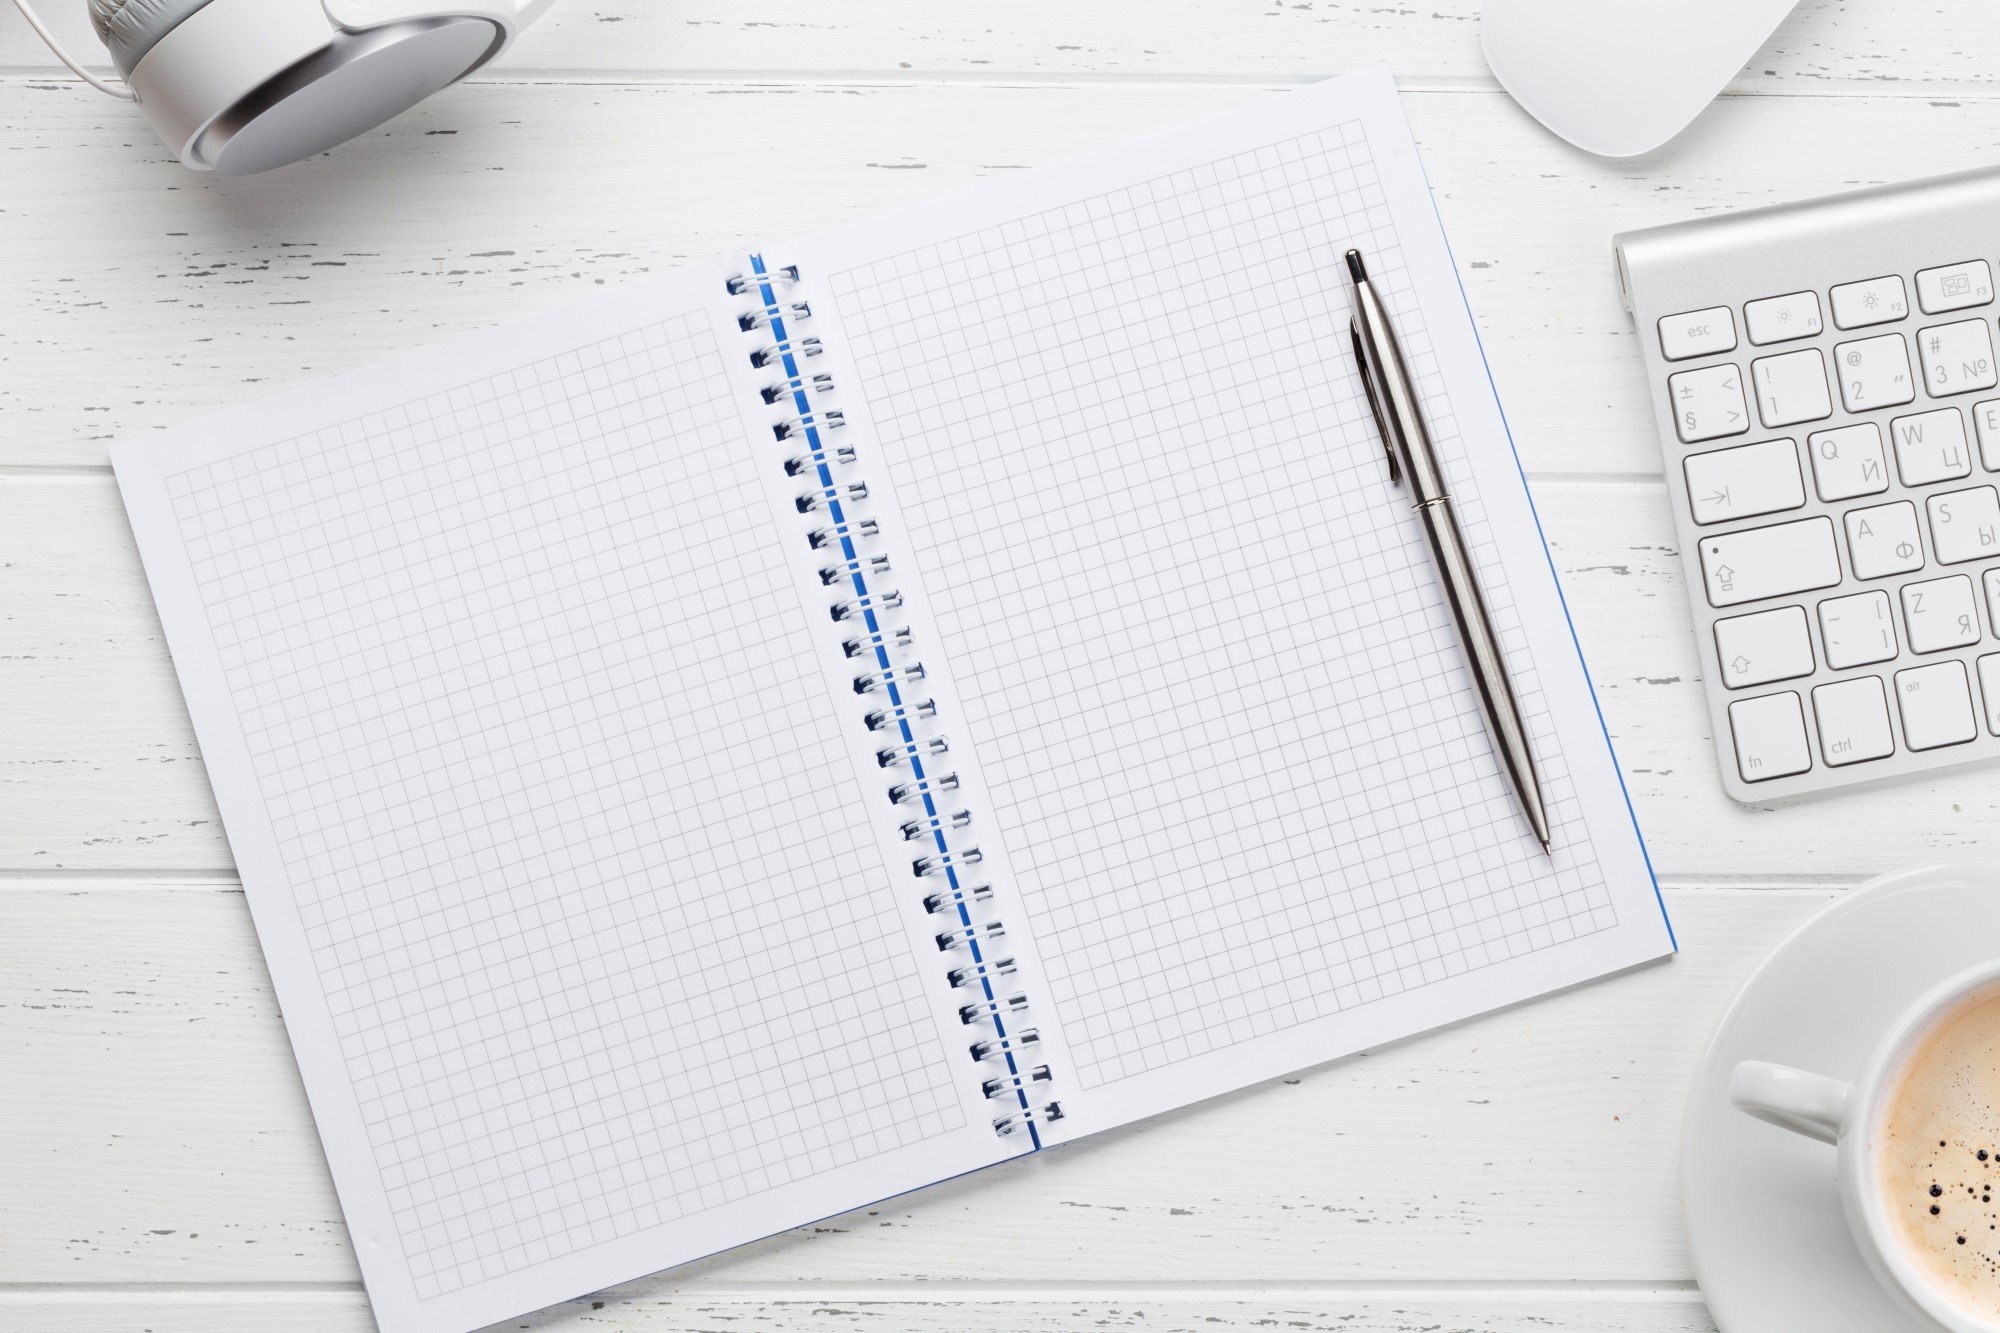 esc F1 F2 F3
± < § > ! 1 @ 2 " # 3 №
Q Й W Ц E
A Ф S Ы
~ ` [ ] Z Я
fn ctrl alt